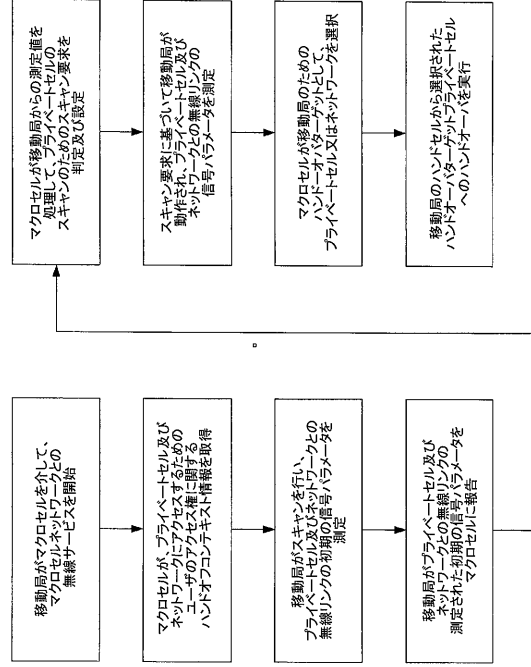 移動局がマクロセルを介して、
マクロセルネットワークとの
無線サービスを開始
マクロセルが、プライベートセル及び
ネットワークにアクセスするための
ユーザのアクセス権に関する
ハンドオフコンテキスト情報を取得
移動局がスキャンを行い、
プライベートセル及びネットワークとの
無線リンクの初期の信号パラメータを
測定
移動局がプライベートセル及び
ネットワークとの無線リンクの
測定された初期の信号パラメータを
マクロセルに報告
マクロセルが移動局からの測定値を
処理して、プライベートセルの
スキャンのためのスキャン要求を
判定及び設定
スキャン要求に基づいて移動局が
動作され、プライベートセル及び
ネットワークとの無線リンクの
信号パラメータを測定
マクロセルが移動局のための
ハンドオーバターゲットとして、
プライベートセル又はネットワークを選択
移動局のハンドセルから選択された
ハンドオーバターゲットプライベートセル
へのハンドオーバを実行